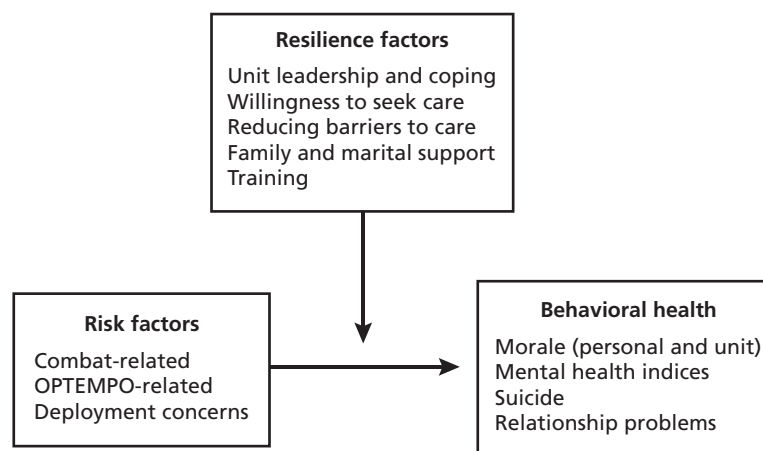 Resilience factors
Unit leadership and coping
Willingness to seek care
Reducing barriers to care
Family and marital support
Training
Risk factors
Combat-related
OPTEMPO-related
Deployment concerns
Behavioral health
Morale (personal and unit)
Mental health indices
Suicide
Relationship problems